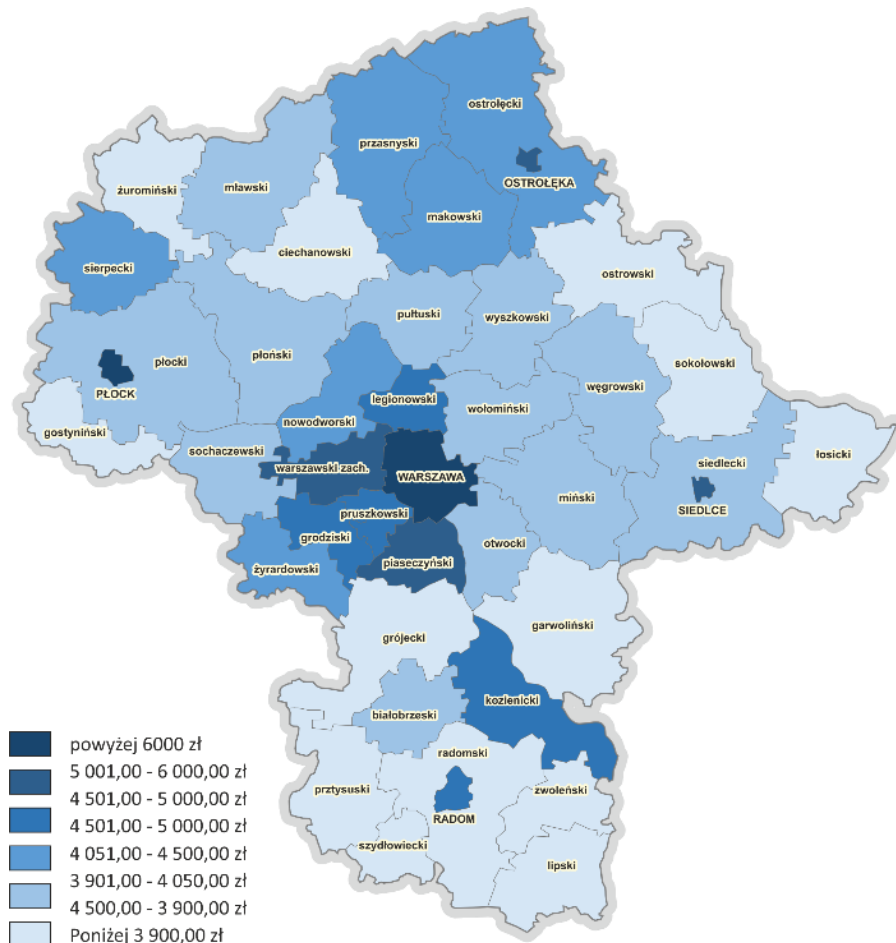 ostrołęcki
przasnyski
OSTROŁĘKA
mławski
żuromiński
makowski
ciechanowski
sierpecki
ostrowski
pułtuski
wyszkowski
płocki
płoński
sokołowski
węgrowski
PŁOCK
legionowski
wołomiński
nowodworski
gostyniński
sochaczewski
łosicki
siedlecki
warszawski zach.
WARSZAWA
miński
SIEDLCE
pruszkowski
grodziski
otwocki
piaseczyński
żyrardowski
garwoliński
grójecki
kozienicki
białobrzeski
radomski
prztysuski
zwoleński
RADOM
szydłowiecki
lipski
powyżej 6000 zł
5 001,00 - 6 000,00 zł
4 501,00 - 5 000,00 zł
4 501,00 - 5 000,00 zł
4 051,00 - 4 500,00 zł
3 901,00 - 4 050,00 zł
4 500,00 - 3 900,00 zł
Poniżej 3 900,00 zł